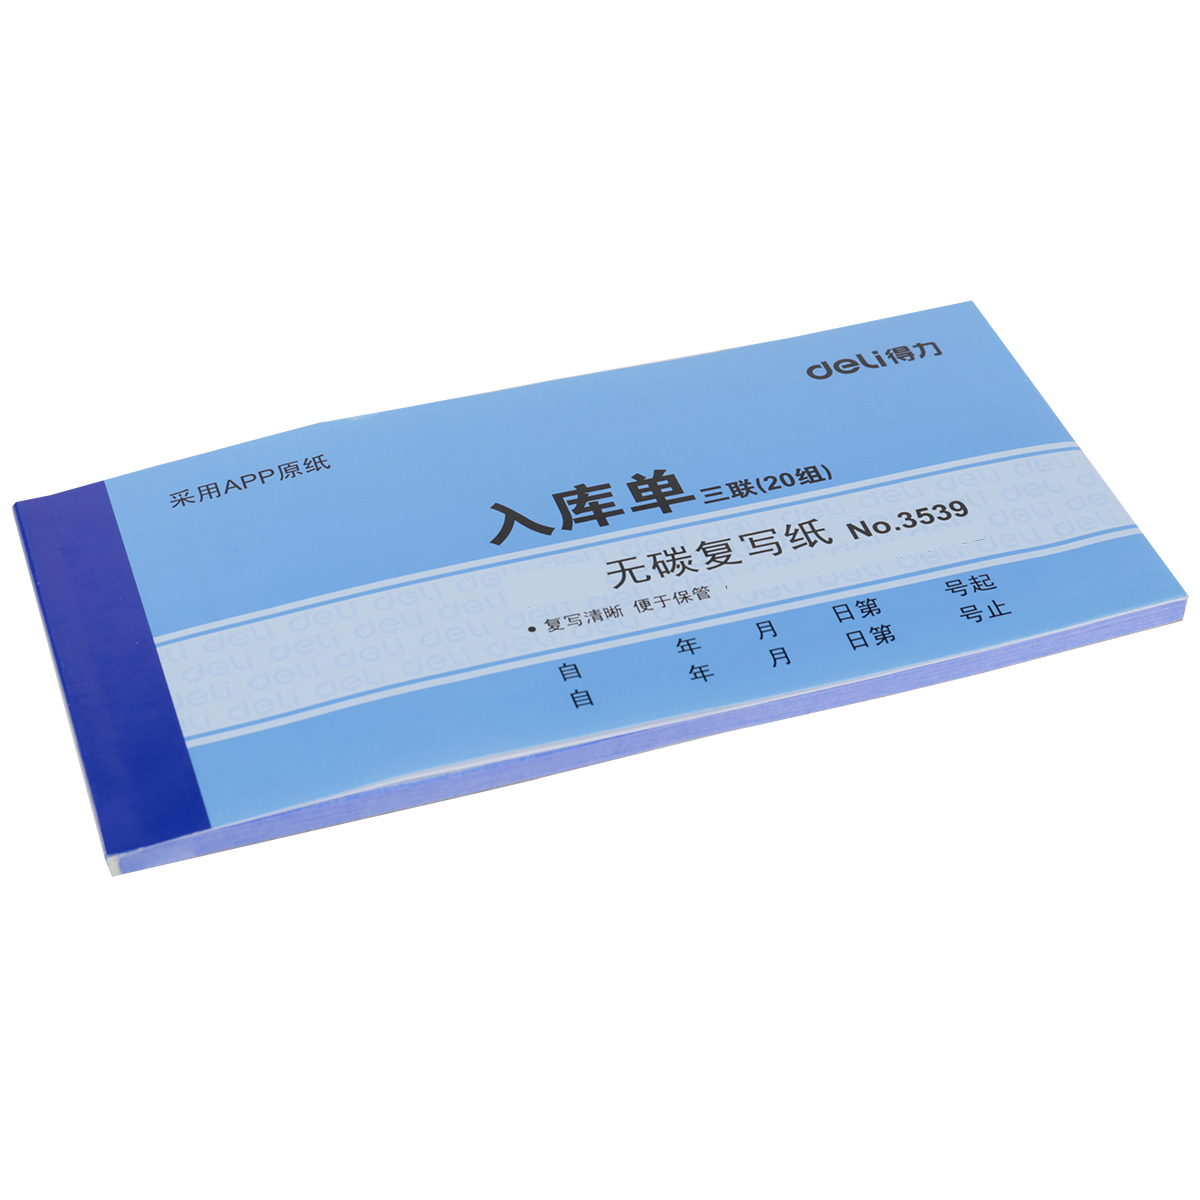 deli得力
采用APP原纸
入库单 三联(20组)
无碳复写纸 No.3539
• 复写清晰 便于保管
自 年 月 日第 号起
自 年 月 日第 号止